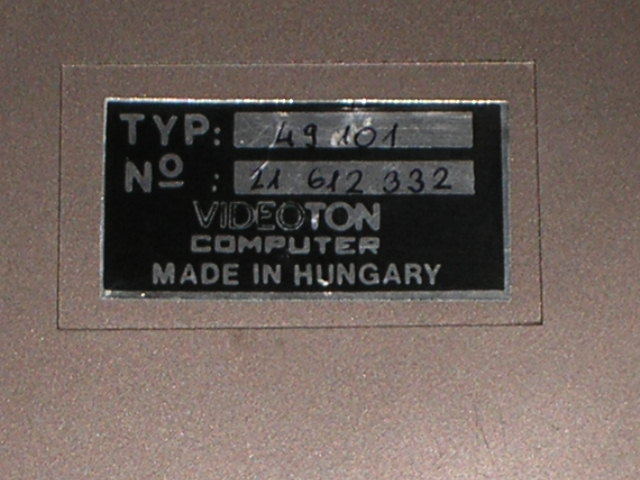 TYP: 49 101
Nº : 21 612 332
VIDEOTON
COMPUTER
MADE IN HUNGARY